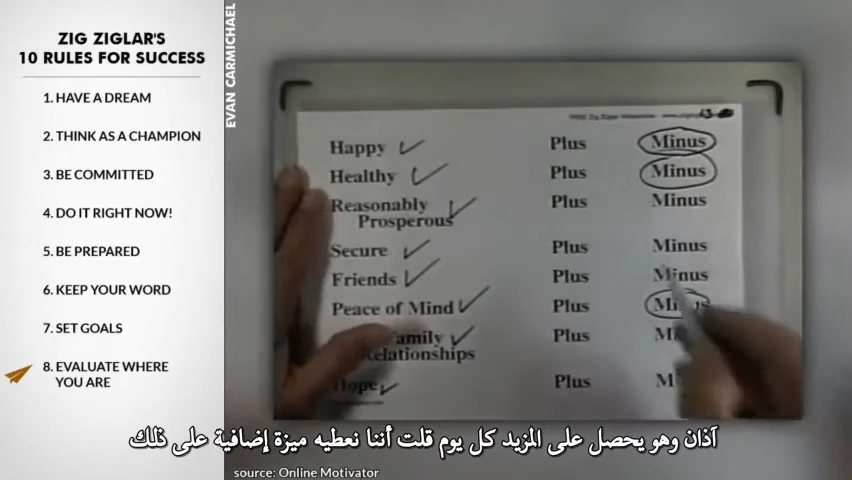 ZIG ZIGLAR'S
10 RULES FOR SUCCESS
1. HAVE A DREAM
2. THINK AS A CHAMPION
3. BE COMMITTED
4. DO IT RIGHT NOW!
5. BE PREPARED
6. KEEP YOUR WORD
7. SET GOALS
8. EVALUATE WHERE
YOU ARE
EVAN CARMICHAEL
Happy Plus Minus
Healthy Plus Minus
Reasonably Plus Minus
Prosperous
Secure Plus Minus
Friends Plus Minus
Peace of Mind Plus Minus
Family Plus
Relationships
Hope Plus
آذان وهو يحصل على المزيد كل يوم قلت أننا نعطيه ميزة إضافية على ذلك
source: Online Motivator